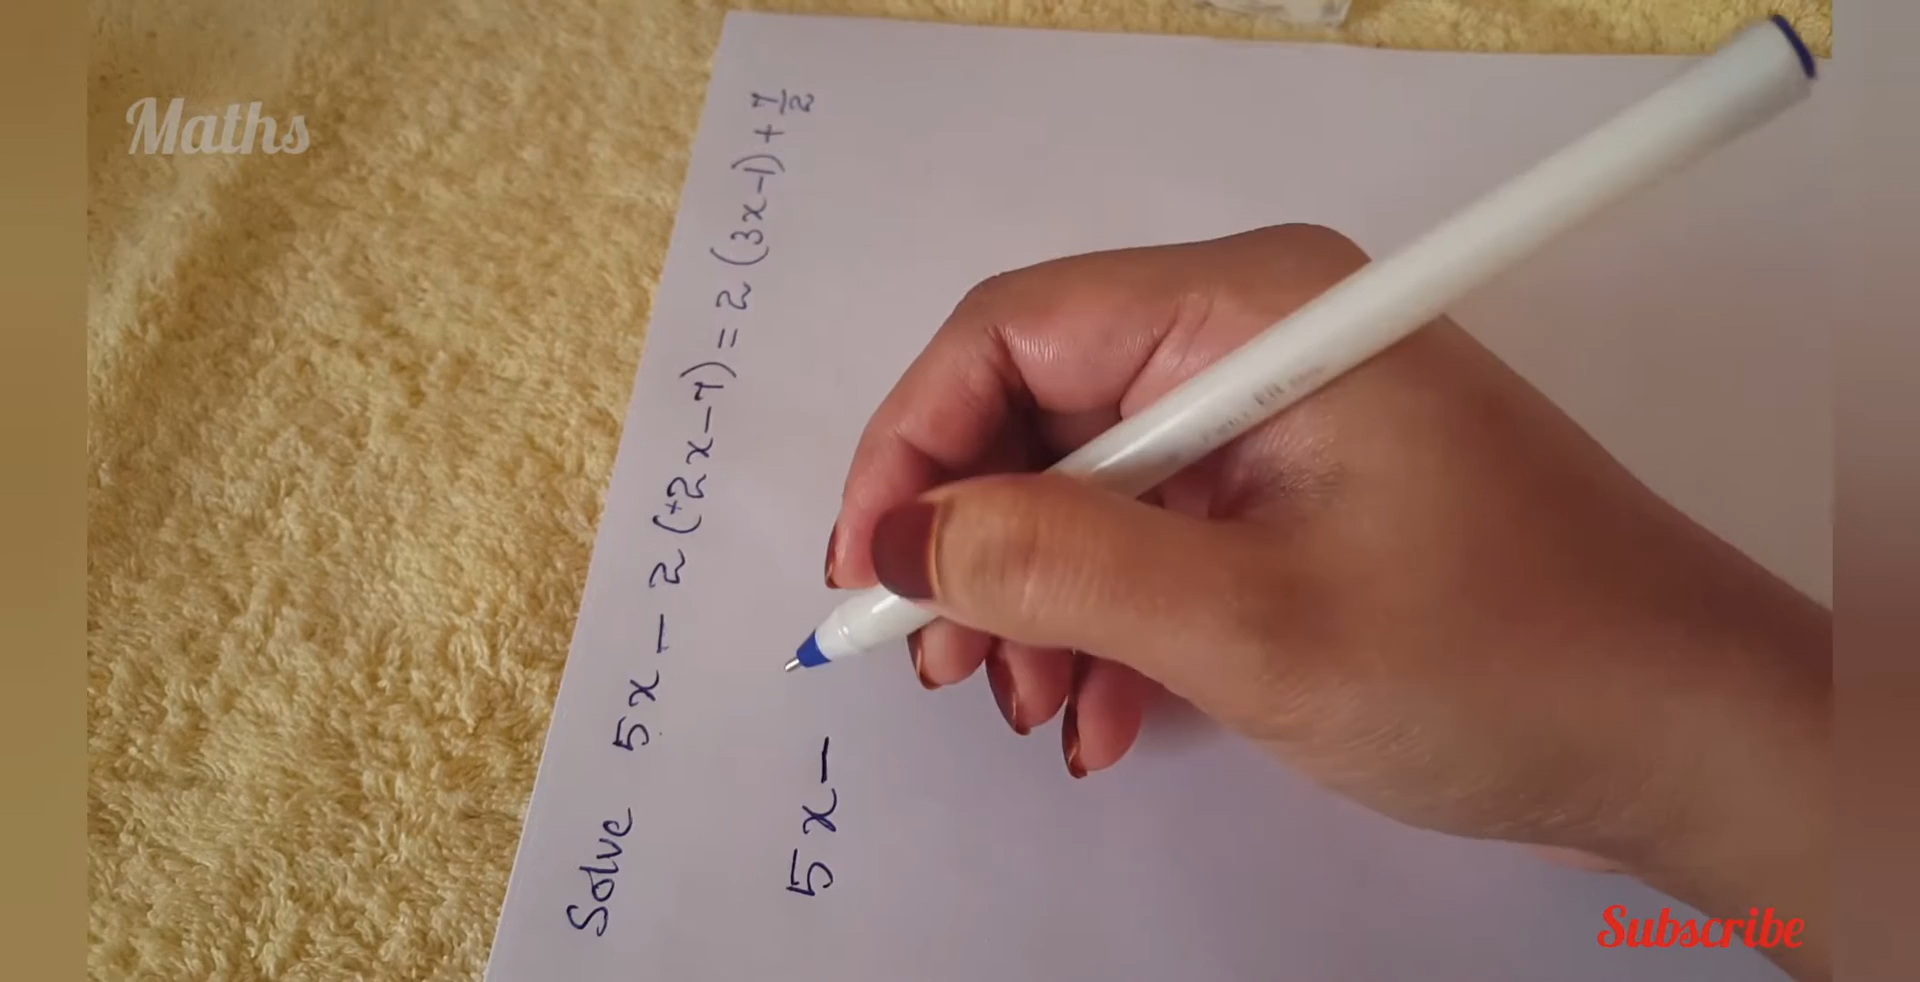 Maths
Solve 5x - 2(+2x-7) = 2(3x-1) + 7/2
5x -
Subscribe